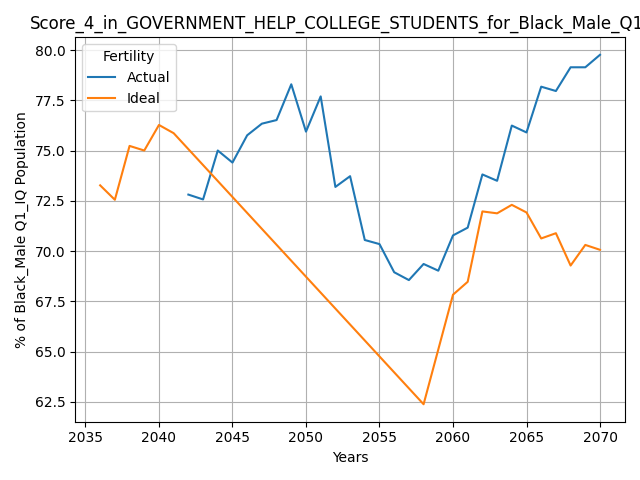 Score_4_in_GOVERNMENT_HELP_COLLEGE_STUDENTS_for_Black_Male_Q1
Fertility
Actual
Ideal
80.0
77.5
75.0
72.5
70.0
67.5
65.0
62.5
% of Black_Male Q1_IQ Population
2035 2040 2045 2050 2055 2060 2065 2070
Years